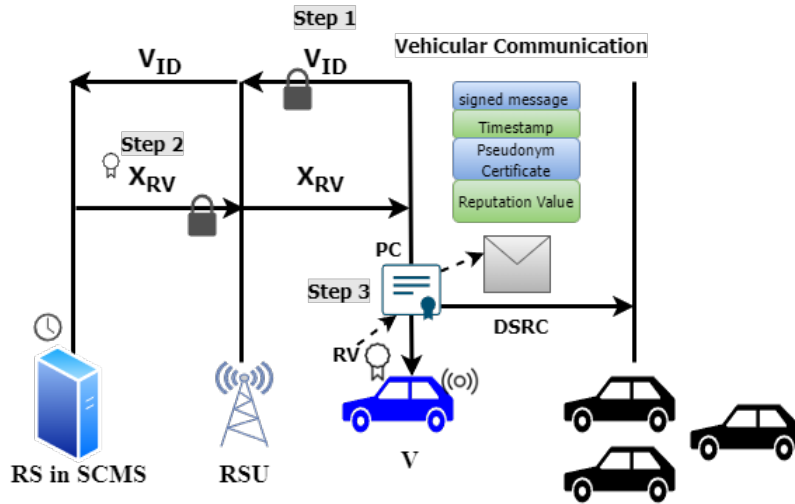 Step 1
Vehicular Communication
V_ID
V_ID
signed message
Timestamp
Pseudonym
Certificate
Reputation Value
Step 2
X_RV
X_RV
PC
Step 3
DSRC
RV
RS in SCMS
RSU
V